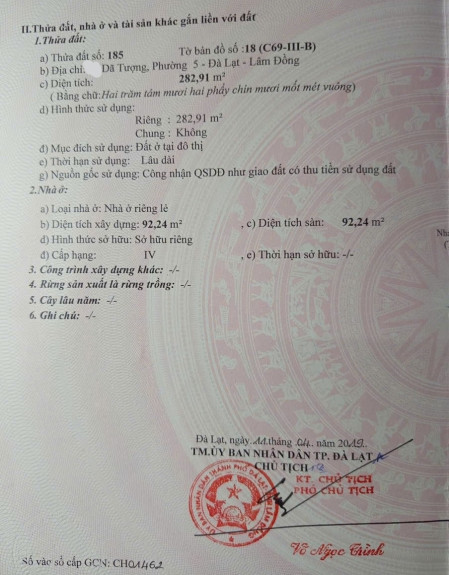 II.Thửa đất, nhà ở và tài sản khác gắn liền với đất
1.Thửa đất:
a) Thửa đất số: 185 Tờ bản đồ số :18 (C69-III-B)
b) Địa chỉ: Dã Tượng, Phường 5 - Đà Lạt - Lâm Đồng
c) Diện tích: 282,91 m²
( Bằng chữ:Hai trăm tám mươi hai phẩy chín mươi mốt mét vuông)
d) Hình thức sử dụng:
Riêng : 282,91 m²
Chung : Không
đ) Mục đích sử dụng: Đất ở tại đô thị
e) Thời hạn sử dụng: Lâu dài
g) Nguồn gốc sử dụng: Công nhận QSDĐ như giao đất có thu tiền sử dụng đất
2.Nhà ở:
a) Loại nhà ở: Nhà ở riêng lẻ
b) Diện tích xây dựng: 92,24 m² , c) Diện tích sàn: 92,24 m²
d) Hình thức sở hữu: Sở hữu riêng
đ) Cấp hạng: IV , e) Thời hạn sở hữu: -/-
3. Công trình xây dựng khác: -/-
4. Rừng sản xuất là rừng trồng: -/-
5. Cây lâu năm: -/-
6. Ghi chú: -/-
Đà Lạt, ngày 11 tháng 04 năm 2019
TM.ỦY BAN NHÂN DÂN TP. ĐÀ LẠT
CHỦ TỊCH
KT. CHỦ TỊCH
PHÓ CHỦ TỊCH
Võ Ngọc Trình
Số vào sổ cấp GCN: CH01462